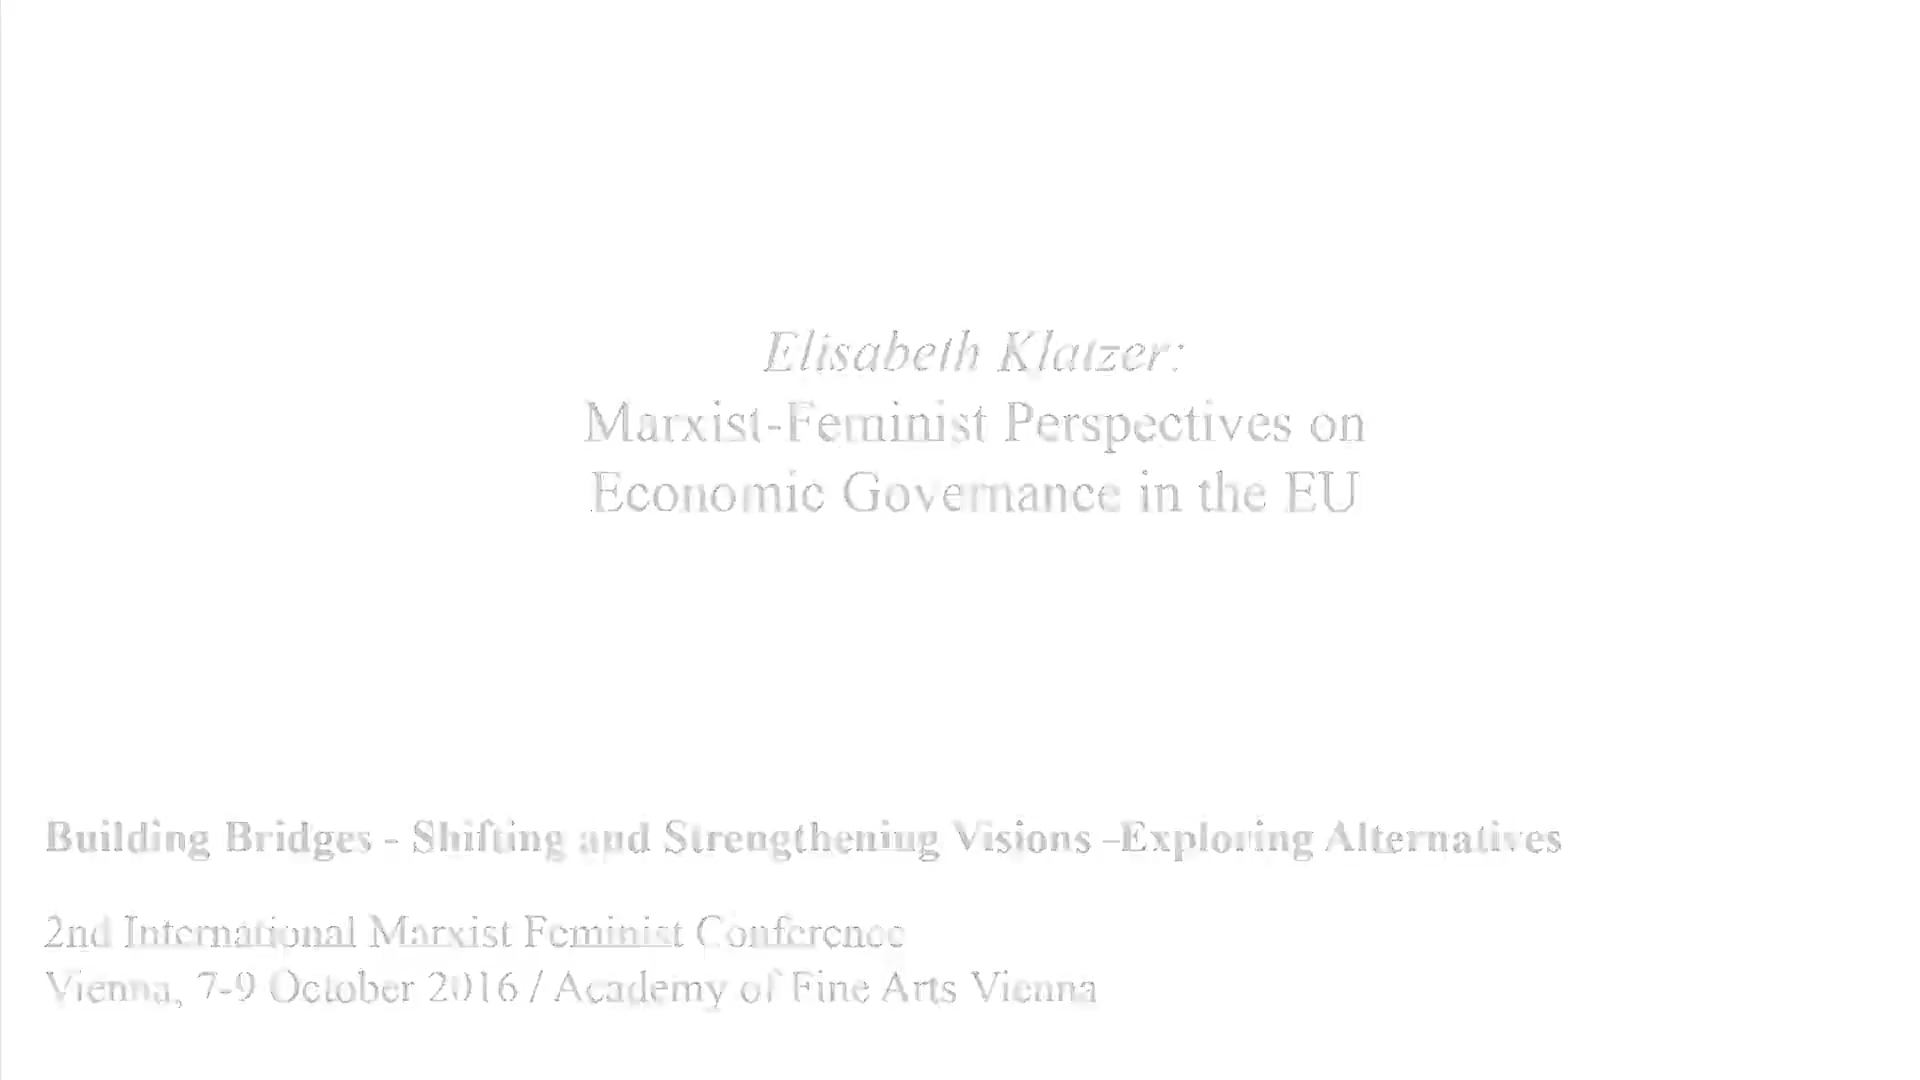 Elisabeth Klatzer:
Marxist-Feminist Perspectives on
Economic Governance in the EU
Building Bridges - Shifting and Strengthening Visions –Exploring Alternatives
2nd International Marxist Feminist Conference
Vienna, 7-9 October 2016 / Academy of Fine Arts Vienna